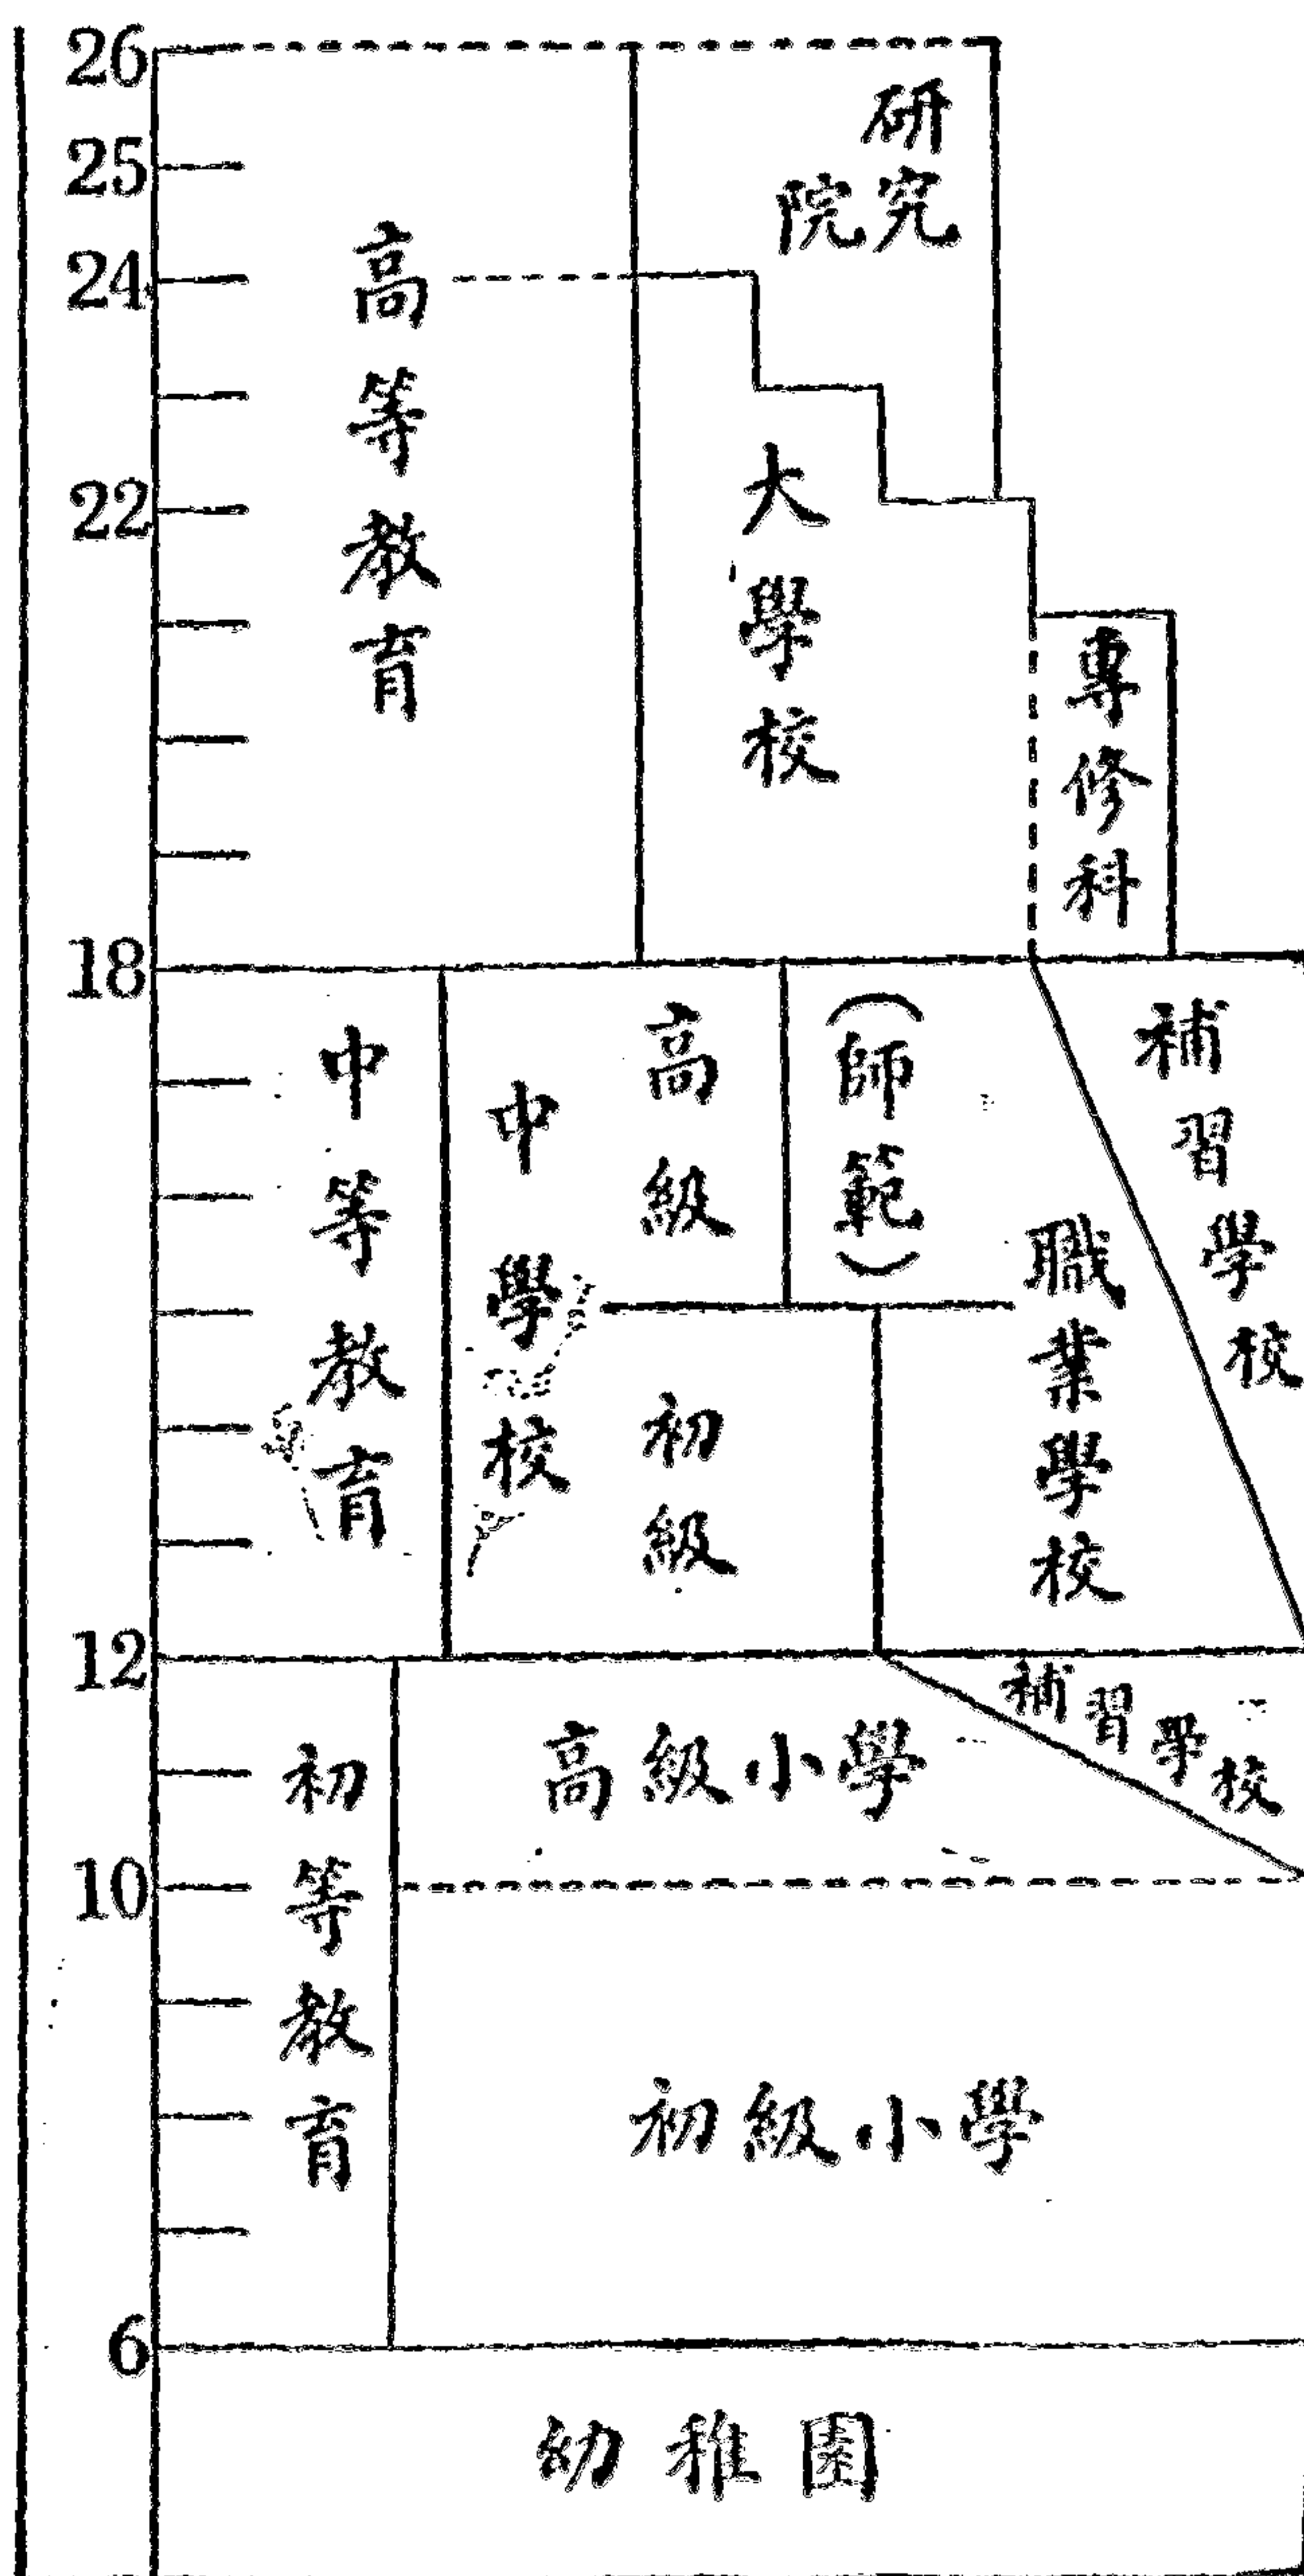 26
25
24
22
18
12
10
6
高等教育
研究院
大學校
專修科
中等教育
中學校
高級
初級
(師範)
職業學校
補習學校
初等教育
高級小學
補習學校
初級小學
幼稚園